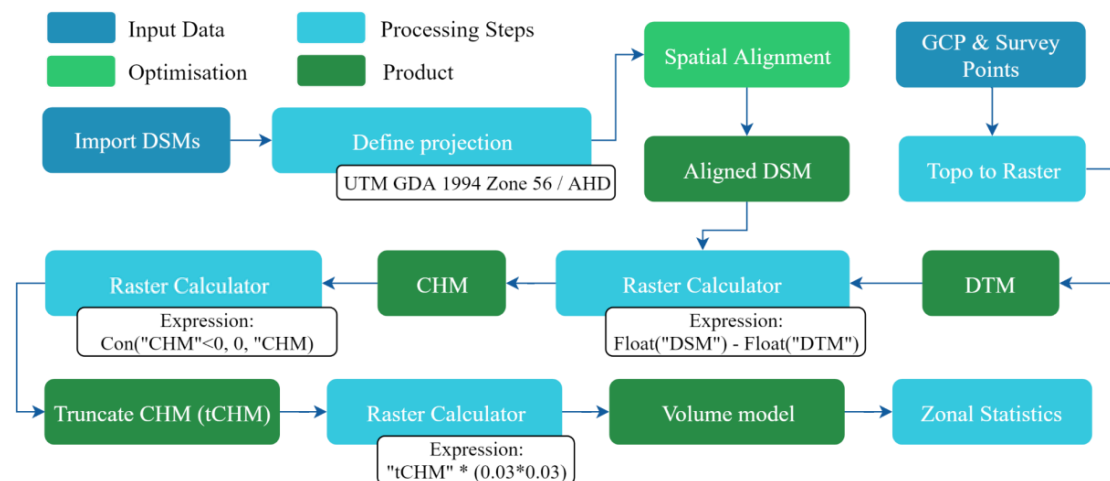 Input Data
Processing Steps
Optimisation
Product
Spatial Alignment
GCP & Survey
Points
Import DSMs
Define projection
UTM GDA 1994 Zone 56 / AHD
Aligned DSM
Topo to Raster
Raster Calculator
Expression:
Con("CHM"<0, 0, "CHM)
CHM
Raster Calculator
Expression:
Float("DSM") - Float("DTM")
DTM
Truncate CHM (tCHM)
Raster Calculator
Expression:
"tCHM" * (0.03*0.03)
Volume model
Zonal Statistics